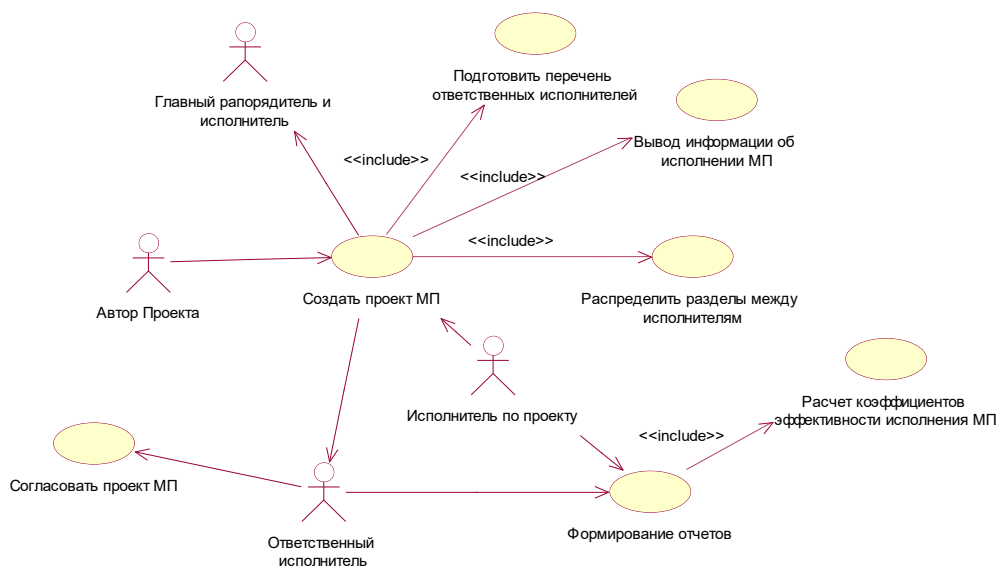 Подготовить перечень
ответственных исполнителей
Главный рапорядитель и
исполнитель
Вывод информации об
исполнении МП
<<include>>
<<include>>
<<include>>
Автор Проекта
Создать проект МП
Распределить разделы между
исполнителям
Исполнитель по проекту
Расчет коэффициентов
эффективности исполнения МП
<<include>>
Согласовать проект МП
Ответственный
исполнитель
Формирование отчетов